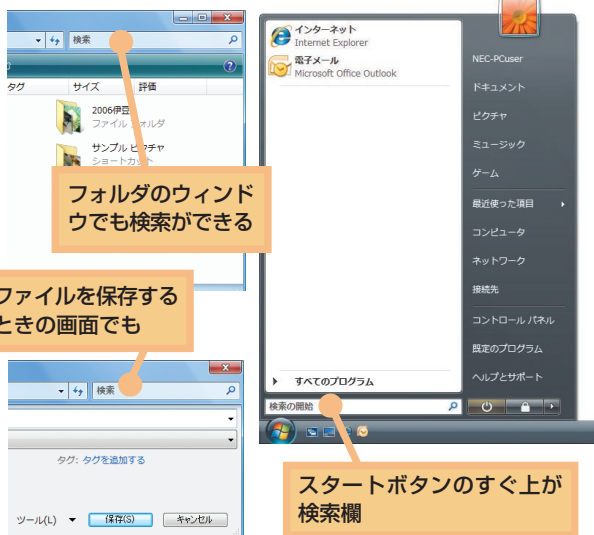 検索
タグ サイズ 評価
2006伊豆
ファイル フォルダ
サンプル ピクチャ
ショートカット
フォルダのウィンド
ウでも検索ができる
ファイルを保存する
ときの画面でも
検索
タグ: タグを追加する
ツール(L) 保存(S) キャンセル
インターネット
Internet Explorer
電子メール
Microsoft Office Outlook
すべてのプログラム
検索の開始
NEC-PCuser
ドキュメント
ピクチャ
ミュージック
ゲーム
最近使った項目
コンピュータ
ネットワーク
接続先
コントロール パネル
既定のプログラム
ヘルプとサポート
スタートボタンのすぐ上が
検索欄